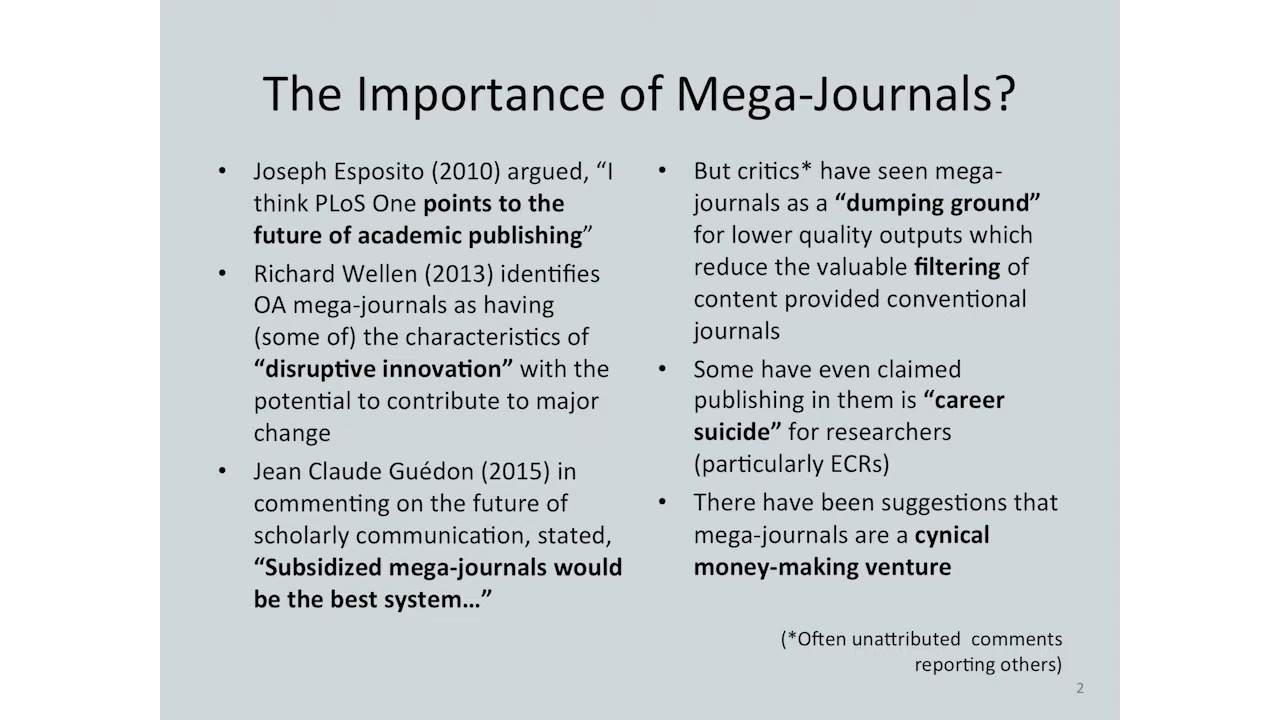 The Importance of Mega-Journals?
• Joseph Esposito (2010) argued, “I
think PLoS One points to the
future of academic publishing”
• Richard Wellen (2013) identifies
OA mega-journals as having
(some of) the characteristics of
“disruptive innovation” with the
potential to contribute to major
change
• Jean Claude Guédon (2015) in
commenting on the future of
scholarly communication, stated,
“Subsidized mega-journals would
be the best system…”
• But critics* have seen mega-
journals as a “dumping ground”
for lower quality outputs which
reduce the valuable filtering of
content provided conventional
journals
• Some have even claimed
publishing in them is “career
suicide” for researchers
(particularly ECRs)
• There have been suggestions that
mega-journals are a cynical
money-making venture
(*Often unattributed comments
reporting others)
2